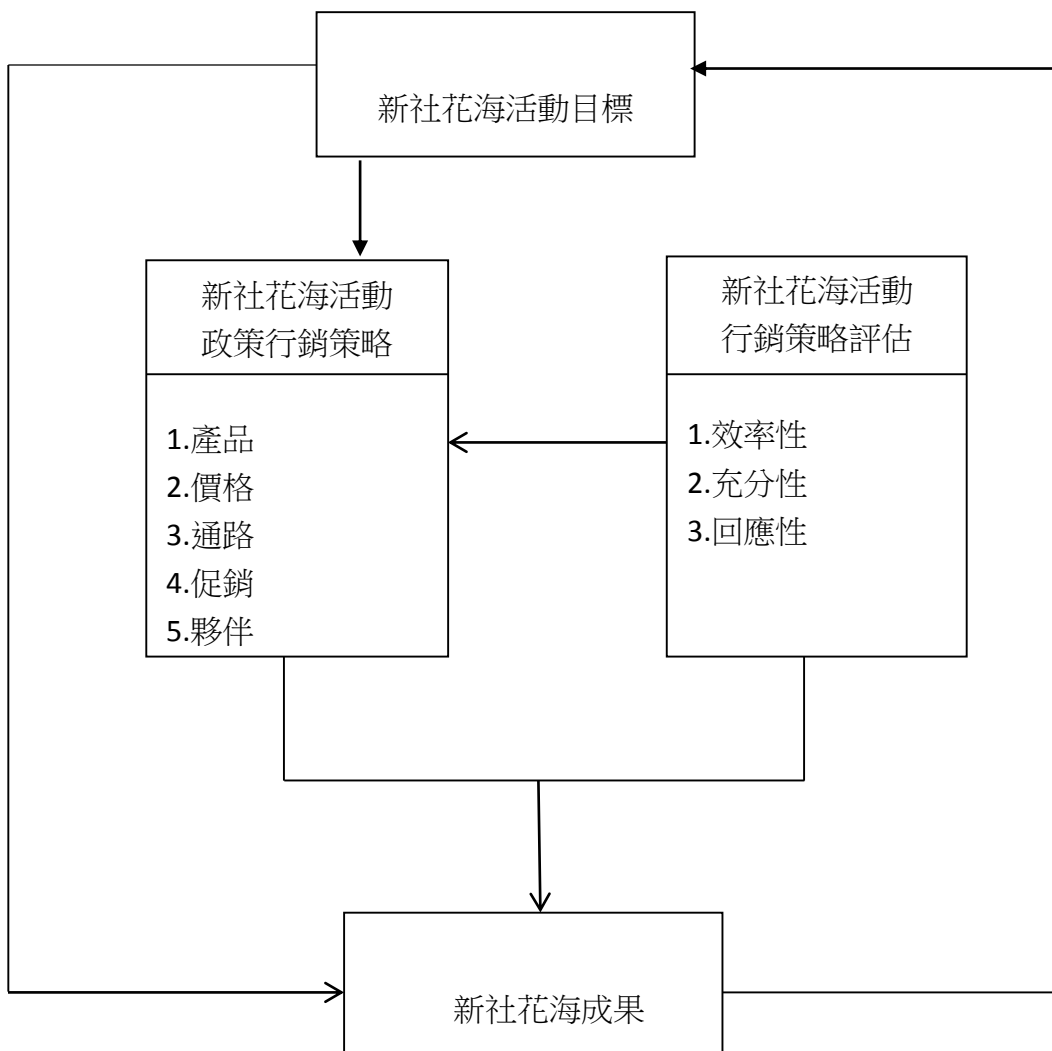 新社花海活動目標
新社花海活動
政策行銷策略
1.產品
2.價格
3.通路
4.促銷
5.夥伴
新社花海活動
行銷策略評估
1.效率性
2.充分性
3.回應性
新社花海成果